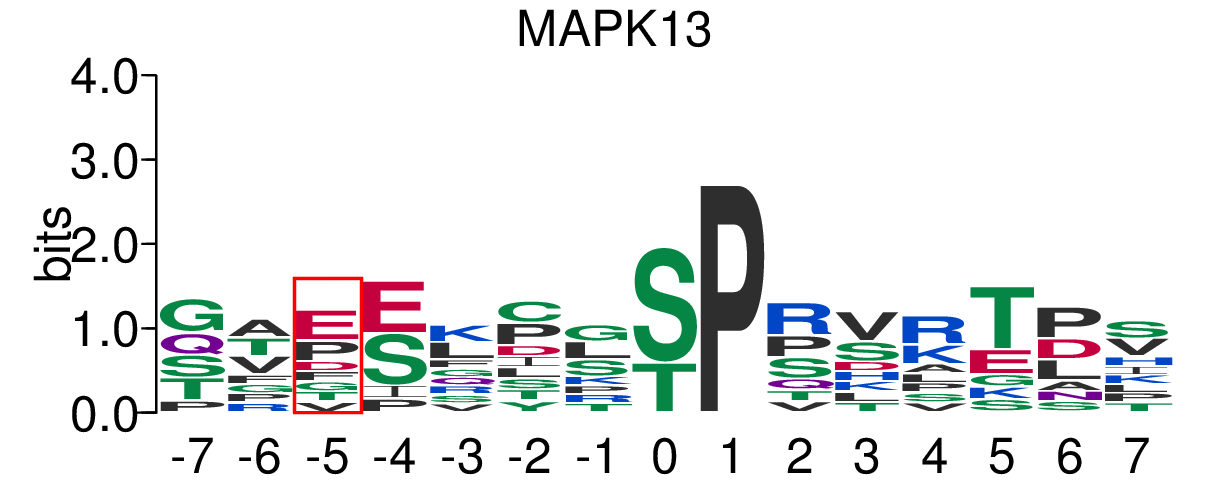 MAPK13
bits
4.0
3.0
2.0
1.0
0.0
G Q S T P
A T V F G P R
E P D F G T V
E S I P
K L F G Q R S V
C P D I L S T Y
G L S K R T
S T
P
R P S Q T V
V S D H K L T
R K A L P S V
T E G K S
P D L A N S
S V H I K L P T
-7 -6 -5 -4 -3 -2 -1 0 1 2 3 4 5 6 7